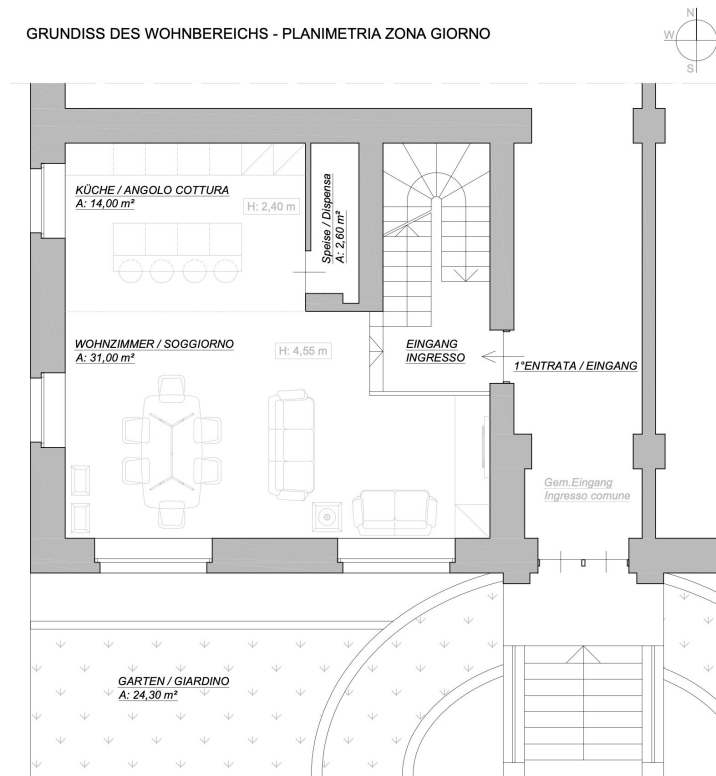 GRUNDISS DES WOHNBEREICHS - PLANIMETRIA ZONA GIORNO
N
W
S
KÜCHE / ANGOLO COTTURA
A: 14,00 m²
H: 2,40 m
Speise / Dispensa
A: 2,60 m²
WOHNZIMMER / SOGGIORNO
A: 31,00 m²
H: 4,55 m
EINGANG
INGRESSO
1°ENTRATA / EINGANG
Gem.Eingang
Ingresso comune
GARTEN / GIARDINO
A: 24,30 m²